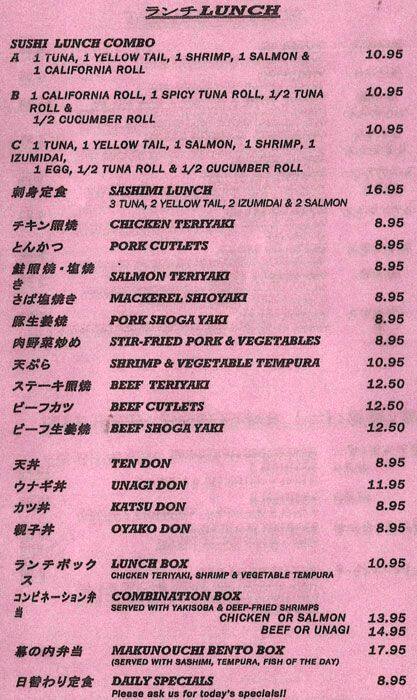 ランチLUNCH
SUSHI LUNCH COMBO
A 1 TUNA, 1 YELLOW TAIL, 1 SHRIMP, 1 SALMON & 10.95
1 CALIFORNIA ROLL
B 1 CALIFORNIA ROLL, 1 SPICY TUNA ROLL, 1/2 TUNA 10.95
ROLL &
1/2 CUCUMBER ROLL
10.95
C 1 TUNA, 1 YELLOW TAIL, 1 SALMON, 1 SHRIMP, 1
IZUMIDAI,
1 EGG, 1/2 TUNA ROLL & 1/2 CUCUMBER ROLL
刺身定食 SASHIMI LUNCH 16.95
3 TUNA, 2 YELLOW TAIL, 2 IZUMIDAI & 2 SALMON
チキン照焼 CHICKEN TERIYAKI 8.95
とんかつ PORK CUTLETS 8.95
鮭照焼・塩焼 8.95
き SALMON TERIYAKI
さば塩焼き MACKEREL SHIOYAKI 8.95
豚生姜焼 PORK SHOGA YAKI 8.95
肉野菜炒め STIR-FRIED PORK & VEGETABLES 8.95
天ぷら SHRIMP & VEGETABLE TEMPURA 10.95
ステーキ照焼 BEEF TERIYAKI 12.50
ビーフカツ BEEF CUTLETS 12.50
ビーフ生姜焼 BEEF SHOGA YAKI 12.50
天丼 TEN DON 8.95
ウナギ丼 UNAGI DON 11.95
カツ丼 KATSU DON 8.95
親子丼 OYAKO DON 8.95
ランチボック LUNCH BOX 10.95
ス CHICKEN TERIYAKI, SHRIMP & VEGETABLE TEMPURA
コンビネーション弁 COMBINATION BOX
当 SERVED WITH YAKISOBA & DEEP-FRIED SHRIMPS
CHICKEN OR SALMON 13.95
BEEF OR UNAGI 14.95
幕の内弁当 MAKUNOUCHI BENTO BOX 17.95
(SERVED WITH SASHIMI, TEMPURA, FISH OF THE DAY)
日替わり定食 DAILY SPECIALS 8.95
Please ask us for today's specials!!